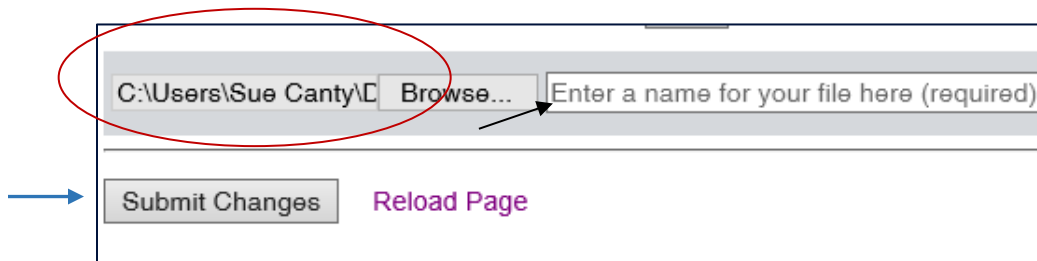 C:\Users\Sue Canty\D Browse... Enter a name for your file here (required)
Submit Changes Reload Page